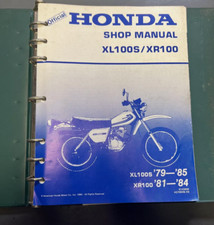 Official
HONDA
SHOP MANUAL
XL100S/XR100
XL100S '79—'85
XR100 '81—'84